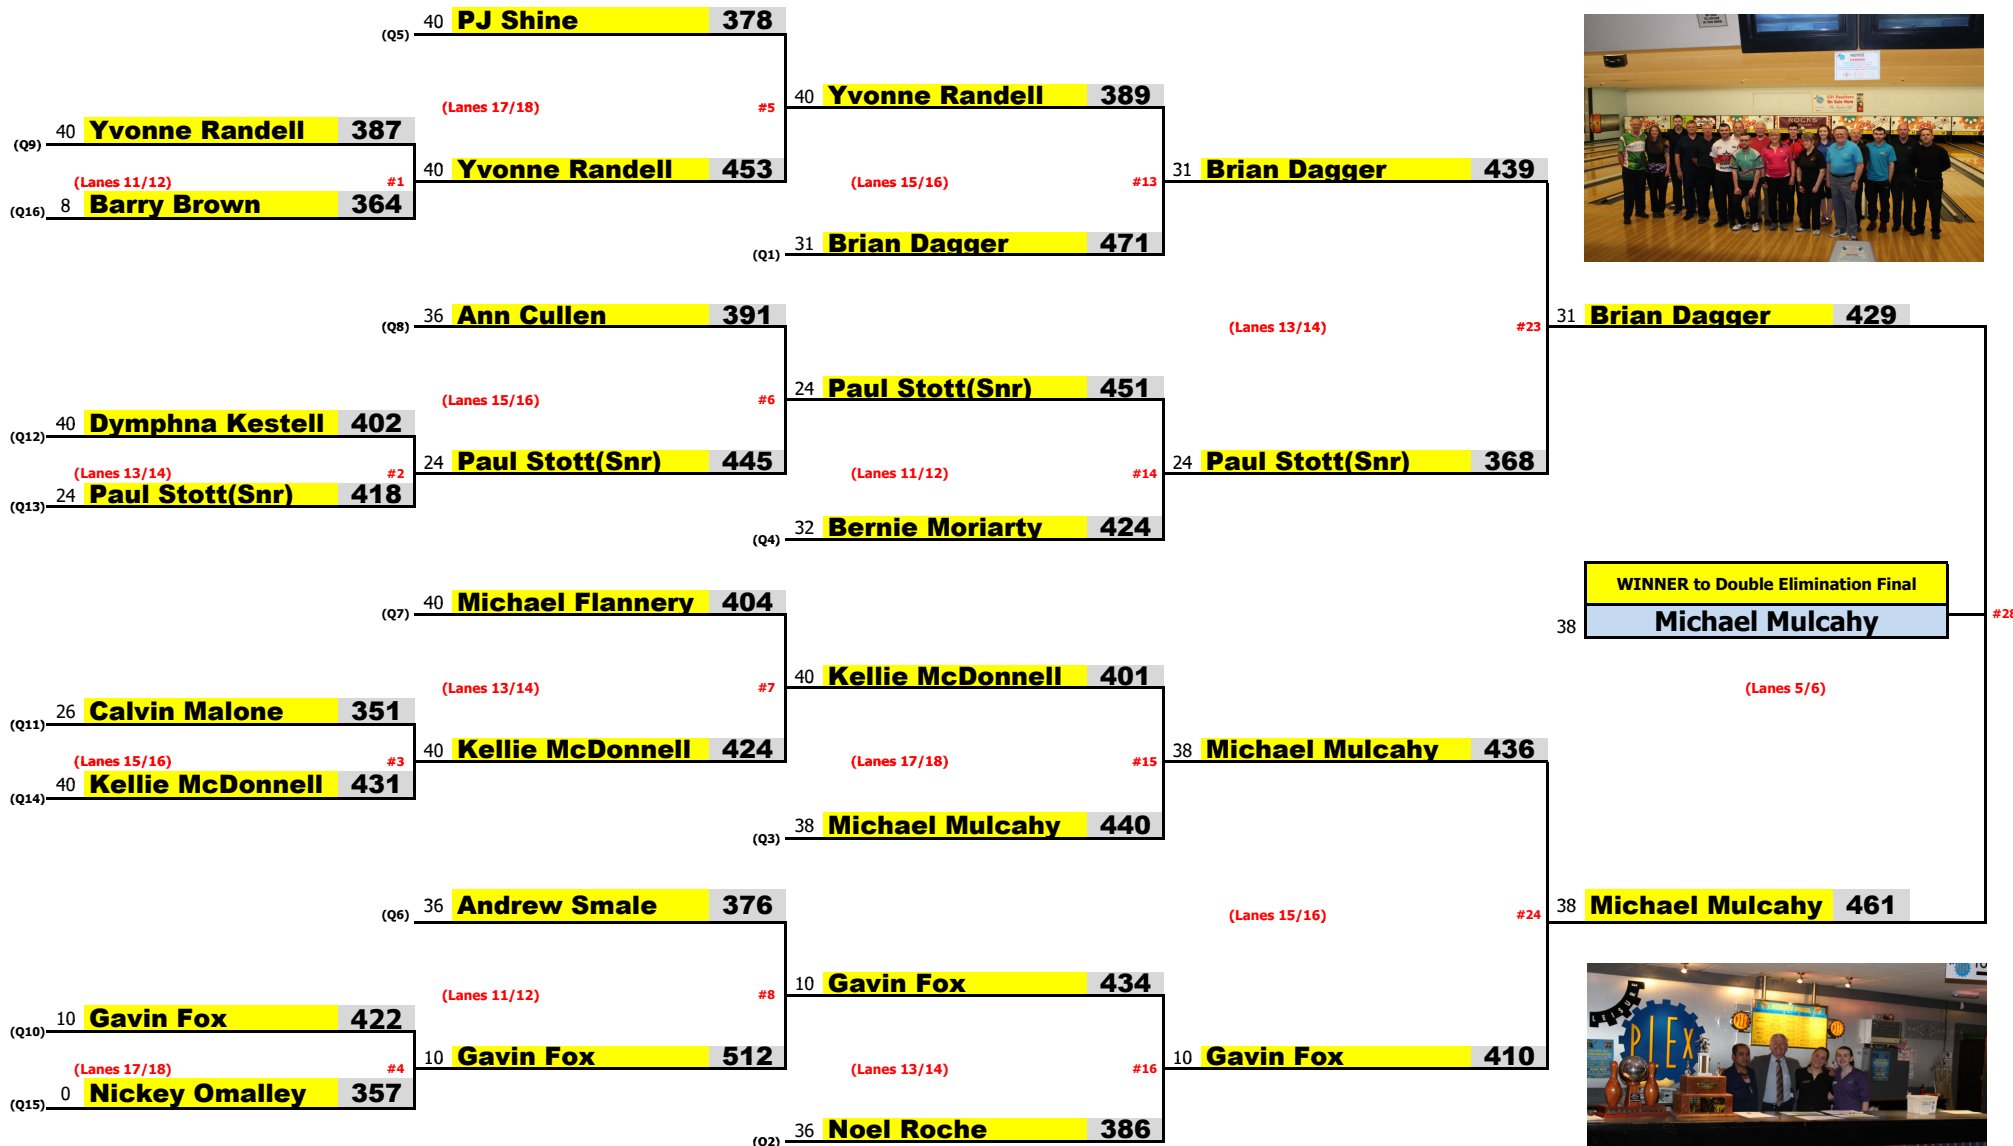 40 PJ Shine 378
(Q5)
(Lanes 17/18) #5
40 Yvonne Randell 389
(Q9) 40 Yvonne Randell 387
40 Yvonne Randell 453
(Lanes 11/12) #1
(Q16) 8 Barry Brown 364
(Lanes 15/16) #13
31 Brian Dagger 439
(Q1) 31 Brian Dagger 471
(Q8) 36 Ann Cullen 391
(Lanes 13/14) #23
31 Brian Dagger 429
(Lanes 15/16) #6
24 Paul Stott(Snr) 451
(Q12) 40 Dymphna Kestell 402
(Lanes 13/14) #2
24 Paul Stott(Snr) 445
(Q13) 24 Paul Stott(Snr) 418
(Lanes 11/12) #14
24 Paul Stott(Snr) 368
(Q4) 32 Bernie Moriarty 424
WINNER to Double Elimination Final
38 Michael Mulcahy
#28
(Lanes 5/6)
(Q7) 40 Michael Flannery 404
(Lanes 13/14) #7
40 Kellie McDonnell 401
(Q11) 26 Calvin Malone 351
(Lanes 15/16) #3
40 Kellie McDonnell 424
(Q14) 40 Kellie McDonnell 431
(Lanes 17/18) #15
38 Michael Mulcahy 436
(Q3) 38 Michael Mulcahy 440
(Q6) 36 Andrew Smale 376
(Lanes 15/16) #24
38 Michael Mulcahy 461
(Lanes 11/12) #8
10 Gavin Fox 434
(Q10) 10 Gavin Fox 422
(Lanes 17/18) #4
10 Gavin Fox 512
(Q15) 0 Nickey Omalley 357
(Lanes 13/14) #16
10 Gavin Fox 410
(Q2) 36 Noel Roche 386
NOTICE
Gift Vouchers
On Sale Here
ROCKS
LEISURE
PLEX